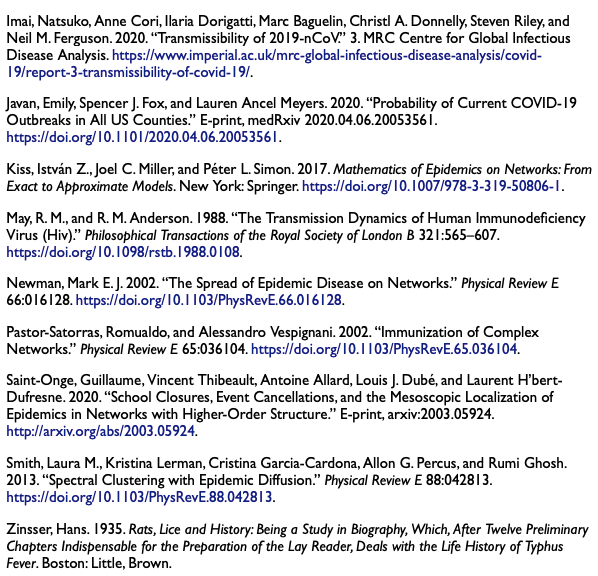 Imai, Natsuko, Anne Cori, Ilaria Dorigatti, Marc Baguelin, Christl A. Donnelly, Steven Riley, and
Neil M. Ferguson. 2020. “Transmissibility of 2019-nCoV.” 3. MRC Centre for Global Infectious
Disease Analysis. https://www.imperial.ac.uk/mrc-global-infectious-disease-analysis/covid-
19/report-3-transmissibility-of-covid-19/.
Javan, Emily, Spencer J. Fox, and Lauren Ancel Meyers. 2020. “Probability of Current COVID-19
Outbreaks in All US Counties.” E-print, medRxiv 2020.04.06.20053561.
https://doi.org/10.1101/2020.04.06.20053561.
Kiss, István Z., Joel C. Miller, and Péter L. Simon. 2017. Mathematics of Epidemics on Networks: From
Exact to Approximate Models. New York: Springer. https://doi.org/10.1007/978-3-319-50806-1.
May, R. M., and R. M. Anderson. 1988. “The Transmission Dynamics of Human Immunodeficiency
Virus (Hiv).” Philosophical Transactions of the Royal Society of London B 321:565–607.
https://doi.org/10.1098/rstb.1988.0108.
Newman, Mark E. J. 2002. “The Spread of Epidemic Disease on Networks.” Physical Review E
66:016128. https://doi.org/10.1103/PhysRevE.66.016128.
Pastor-Satorras, Romualdo, and Alessandro Vespignani. 2002. “Immunization of Complex
Networks.” Physical Review E 65:036104. https://doi.org/10.1103/PhysRevE.65.036104.
Saint-Onge, Guillaume, Vincent Thibeault, Antoine Allard, Louis J. Dubé, and Laurent H’bert-
Dufresne. 2020. “School Closures, Event Cancellations, and the Mesoscopic Localization of
Epidemics in Networks with Higher-Order Structure.” E-print, arxiv:2003.05924.
http://arxiv.org/abs/2003.05924.
Smith, Laura M., Kristina Lerman, Cristina Garcia-Cardona, Allon G. Percus, and Rumi Ghosh.
2013. “Spectral Clustering with Epidemic Diffusion.” Physical Review E 88:042813.
https://doi.org/10.1103/PhysRevE.88.042813.
Zinsser, Hans. 1935. Rats, Lice and History: Being a Study in Biography, Which, After Twelve Preliminary
Chapters Indispensable for the Preparation of the Lay Reader, Deals with the Life History of Typhus
Fever. Boston: Little, Brown.